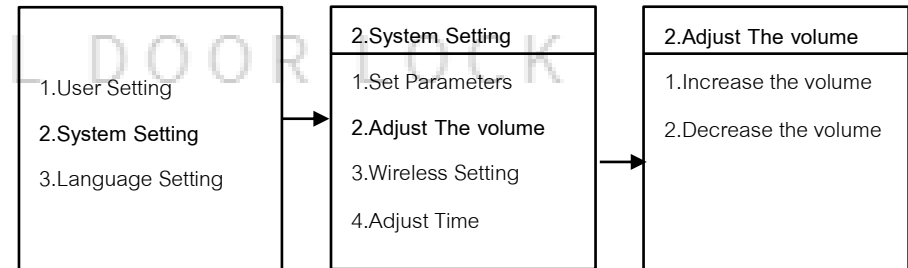 L DOOR LOCK
1.User Setting
2.System Setting
3.Language Setting
2.System Setting
1.Set Parameters
2.Adjust The volume
3.Wireless Setting
4.Adjust Time
2.Adjust The volume
1.Increase the volume
2.Decrease the volume